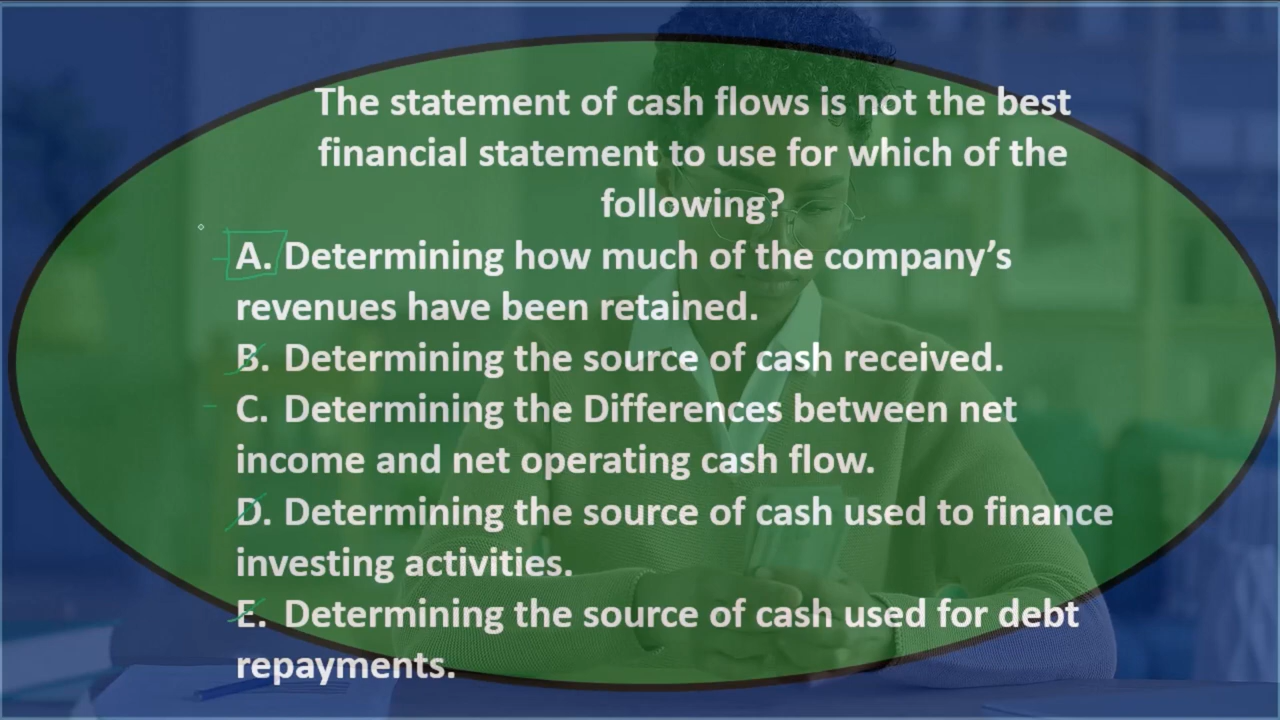 The statement of cash flows is not the best
financial statement to use for which of the
following?
A. Determining how much of the company’s
revenues have been retained.
B. Determining the source of cash received.
C. Determining the Differences between net
income and net operating cash flow.
D. Determining the source of cash used to finance
investing activities.
E. Determining the source of cash used for debt
repayments.